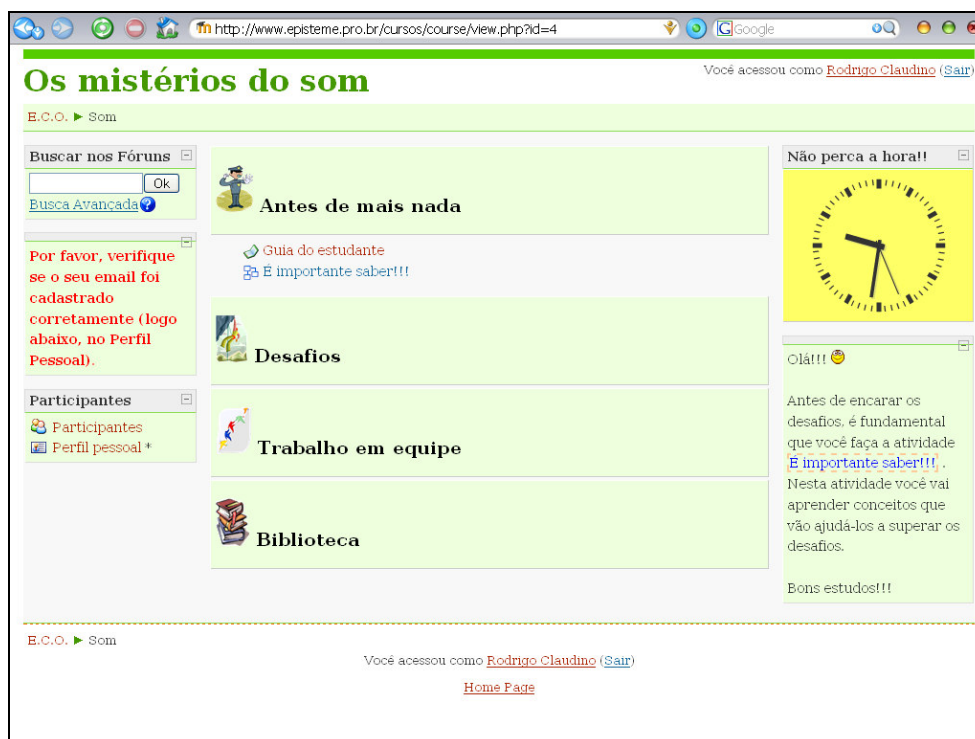 http://www.episteme.pro.br/cursos/course/view.php?id=4
Google
Os mistérios do som
Você acessou como Rodrigo Claudino (Sair)
E.C.O. ► Som
Buscar nos Fóruns
Ok
Busca Avançada
Por favor, verifique
se o seu email foi
cadastrado
corretamente (logo
abaixo, no Perfil
Pessoal).
Participantes
Participantes
Perfil pessoal *
Antes de mais nada
Guia do estudante
É importante saber!!!
Desafios
Trabalho em equipe
Biblioteca
Não perca a hora!!
Olá!!!
Antes de encarar os
desafios, é fundamental
que você faça a atividade
É importante saber!!! .
Nesta atividade você vai
aprender conceitos que
vão ajudá-los a superar os
desafios.
Bons estudos!!!
E.C.O. ► Som
Você acessou como Rodrigo Claudino (Sair)
Home Page